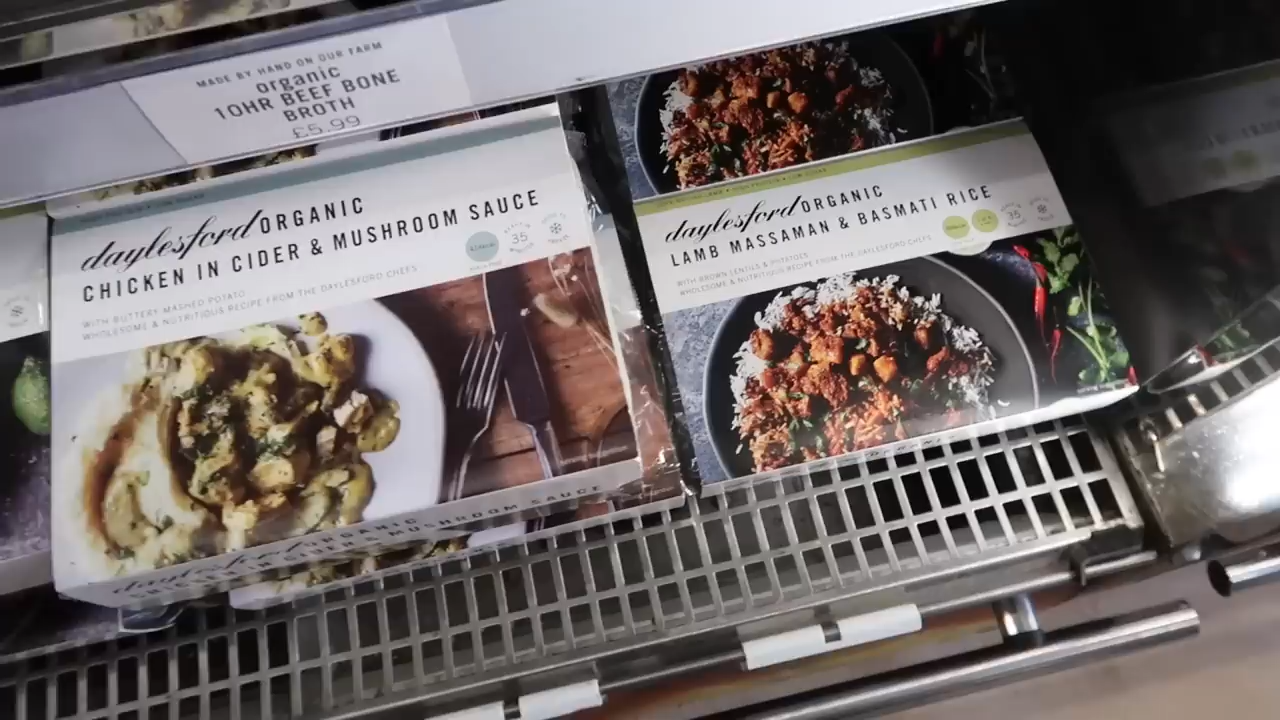 MADE BY HAND ON OUR FARM
organic
10HR BEEF BONE
BROTH
£5.99
daylesford ORGANIC
CHICKEN IN CIDER & MUSHROOM SAUCE
WITH BUTTERY MASHED POTATO
WHOLESOME & NUTRITIOUS RECIPE FROM THE DAYLESFORD CHEFS
35
daylesford ORGANIC
LAMB MASSAMAN & BASMATI RICE
WITH BROWN LENTILS & POTATOES
WHOLESOME & NUTRITIOUS RECIPE FROM THE DAYLESFORD CHEFS
35
ORGANIC
MUSHROOM SAUCE